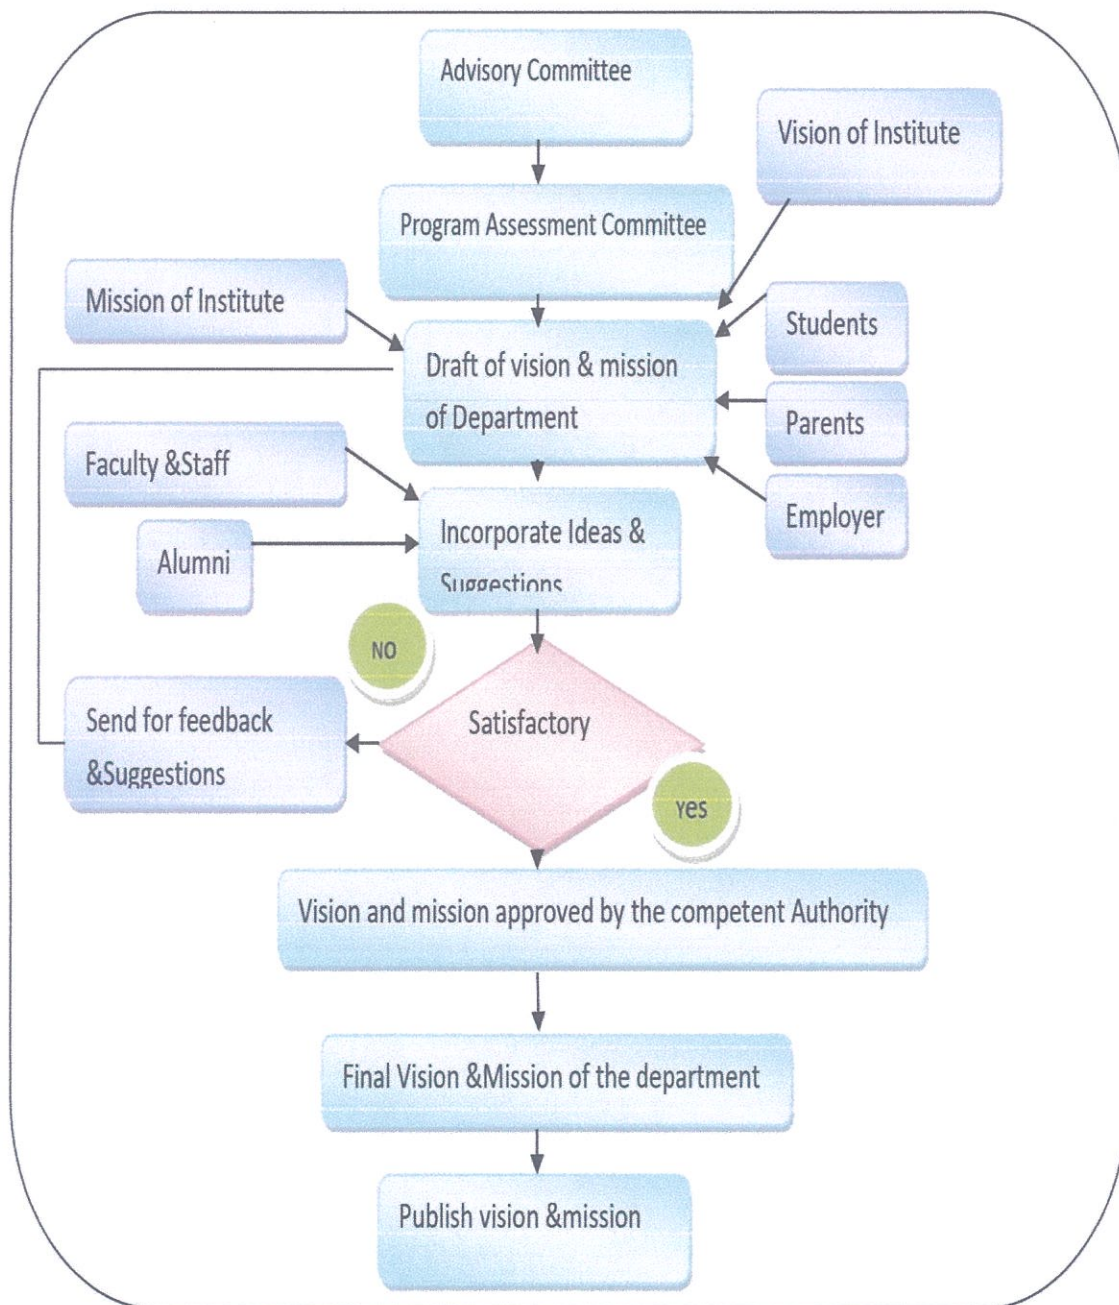 Advisory Committee
Vision of Institute
Program Assessment Committee
Mission of Institute
Students
Draft of vision & mission
of Department
Parents
Faculty &Staff
Employer
Incorporate Ideas &
Suggestions
Alumni
NO
Send for feedback
&Suggestions
Satisfactory
Yes
Vision and mission approved by the competent Authority
Final Vision &Mission of the department
Publish vision &mission